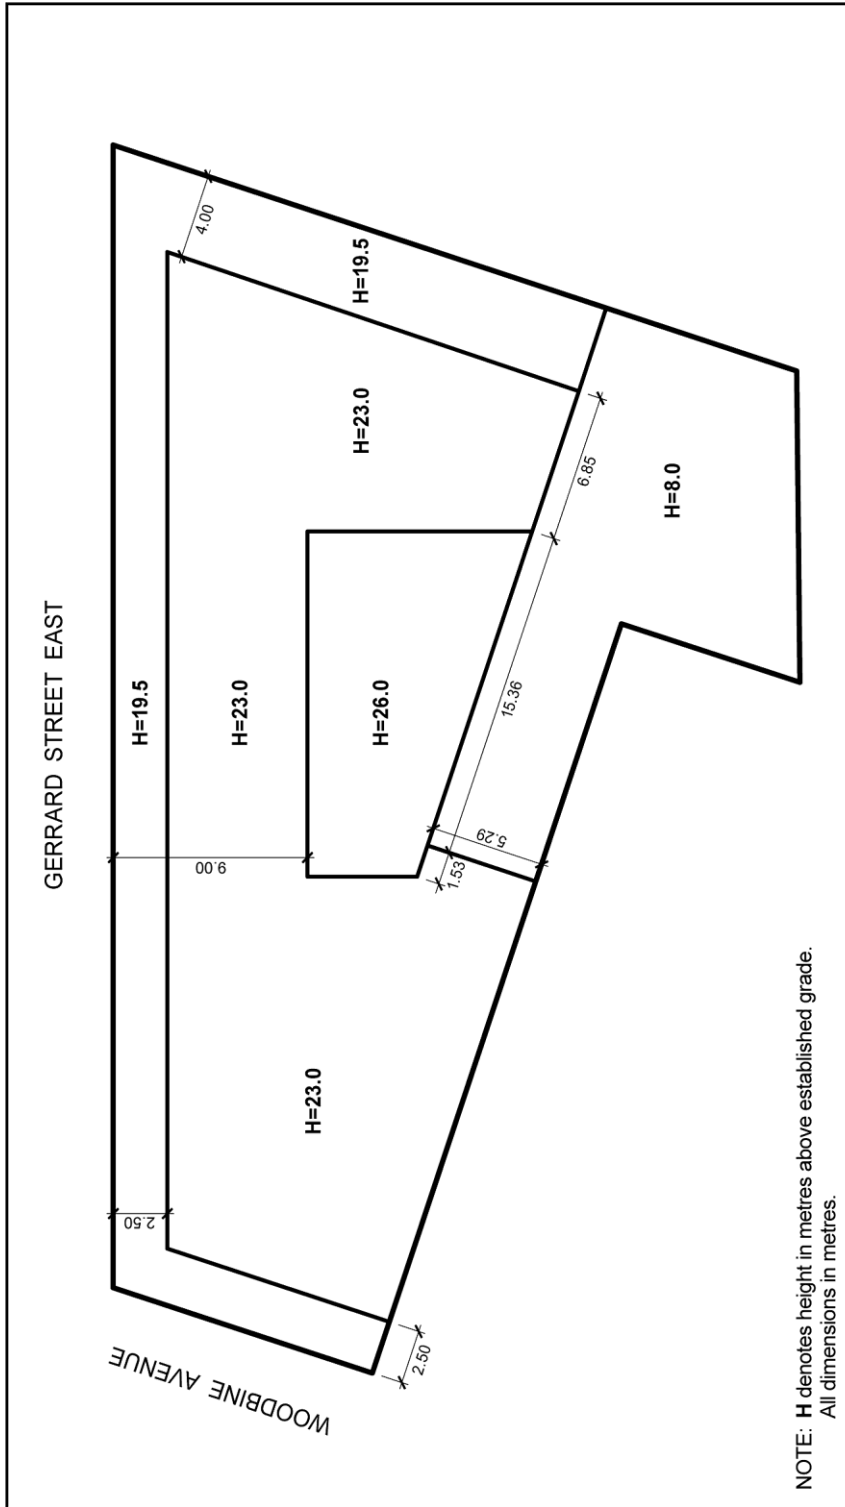 GERRARD STREET EAST
WOODBINE AVENUE
2.50
9.00
4.00
H=19.5
H=19.5
H=23.0
H=23.0
H=23.0
H=26.0
2.50
1.53
5.29
15.36
6.85
H=8.0
NOTE: H denotes height in metres above established grade.
All dimensions in metres.